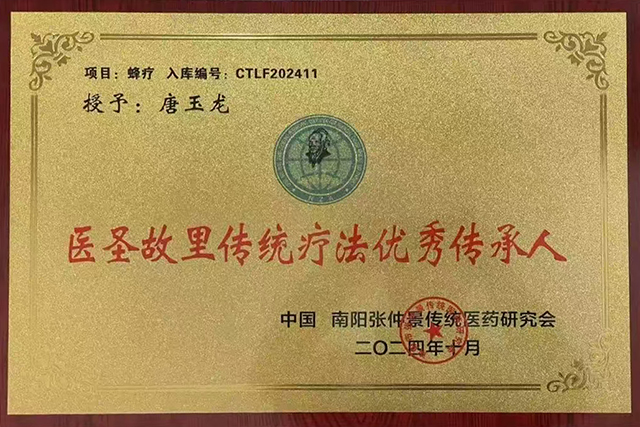 项目：蜂疗 入库编号：CTLF202411
授予：唐玉龙
医圣故里传统疗法优秀传承人
中国 南阳张仲景传统医药研究会
二〇二四年十月